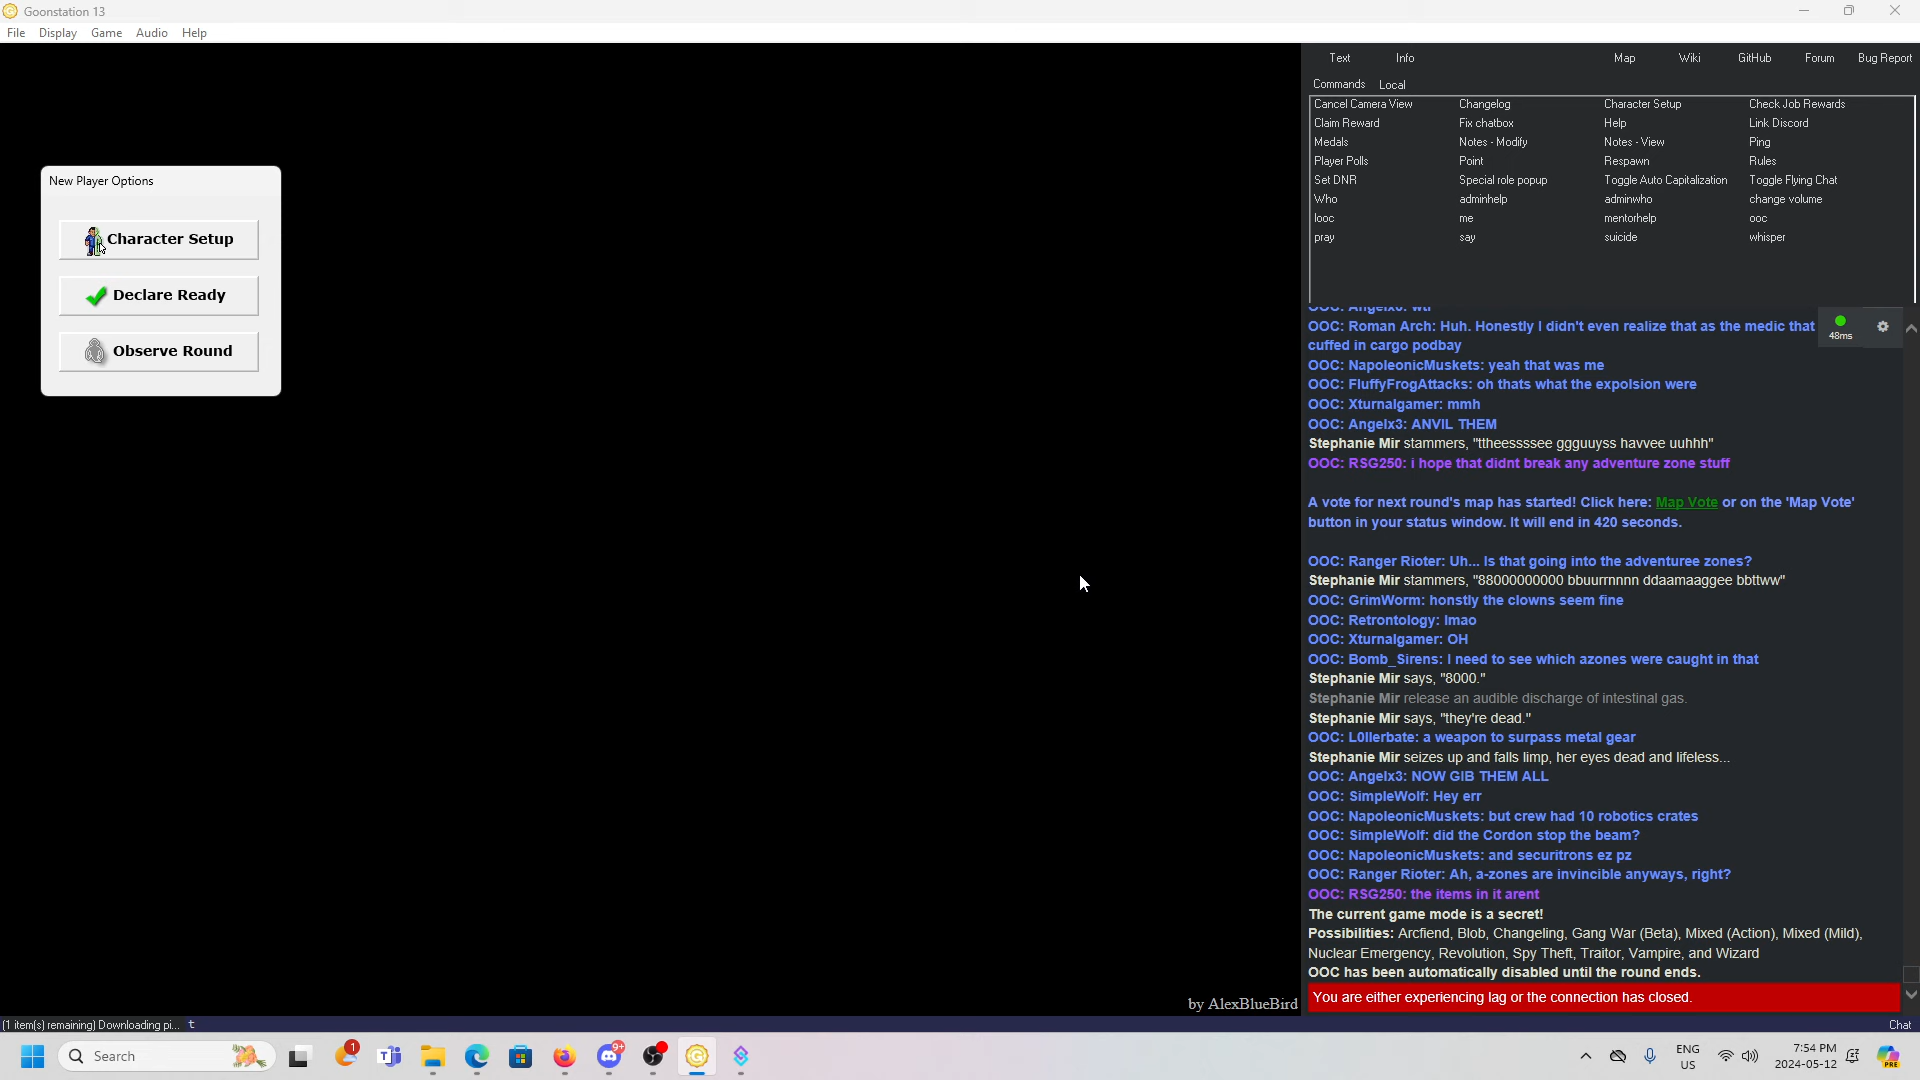 Goonstation 13
File Display Game Audio Help
New Player Options
Character Setup
Declare Ready
Observe Round
by AlexBlueBird
Text Info Map Wiki GitHub Forum Bug Report
Commands Local
Cancel Camera View Changelog Character Setup Check Job Rewards
Claim Reward Fix chatbox Help Link Discord
Medals Notes - Modify Notes - View Ping
Player Polls Point Respawn Rules
Set DNR Special role popup Toggle Auto Capitalization Toggle Flying Chat
Who adminhelp adminwho change volume
looc me mentorhelp ooc
pray say suicide whisper
48ms
OOC: Angelx3: wtf
OOC: Roman Arch: Huh. Honestly I didn't even realize that as the medic that
cuffed in cargo podbay
OOC: NapoleonicMuskets: yeah that was me
OOC: FluffyFrogAttacks: oh thats what the expolsion were
OOC: Xturnalgamer: mmh
OOC: Angelx3: ANVIL THEM
Stephanie Mir stammers, "ttheessssee ggguuyss havvee uuhhh"
OOC: RSG250: i hope that didnt break any adventure zone stuff
A vote for next round's map has started! Click here: Map Vote or on the 'Map Vote'
button in your status window. It will end in 420 seconds.
OOC: Ranger Rioter: Uh... Is that going into the adventuree zones?
Stephanie Mir stammers, "88000000000 bbuurrnnnn ddaamaaggee bbttww"
OOC: GrimWorm: honstly the clowns seem fine
OOC: Retrontology: lmao
OOC: Xturnalgamer: OH
OOC: Bomb_Sirens: I need to see which azones were caught in that
Stephanie Mir says, "8000."
Stephanie Mir release an audible discharge of intestinal gas.
Stephanie Mir says, "they're dead."
OOC: L0llerbate: a weapon to surpass metal gear
Stephanie Mir seizes up and falls limp, her eyes dead and lifeless...
OOC: Angelx3: NOW GIB THEM ALL
OOC: SimpleWolf: Hey err
OOC: NapoleonicMuskets: but crew had 10 robotics crates
OOC: SimpleWolf: did the Cordon stop the beam?
OOC: NapoleonicMuskets: and securitrons ez pz
OOC: Ranger Rioter: Ah, a-zones are invincible anyways, right?
OOC: RSG250: the items in it arent
The current game mode is a secret!
Possibilities: Arcfiend, Blob, Changeling, Gang War (Beta), Mixed (Action), Mixed (Mild),
Nuclear Emergency, Revolution, Spy Theft, Traitor, Vampire, and Wizard
OOC has been automatically disabled until the round ends.
You are either experiencing lag or the connection has closed.
(1 item(s) remaining) Downloading pi... t
Chat
Search
1
9+
ENG
US
7:54 PM
2024-05-12
PRE